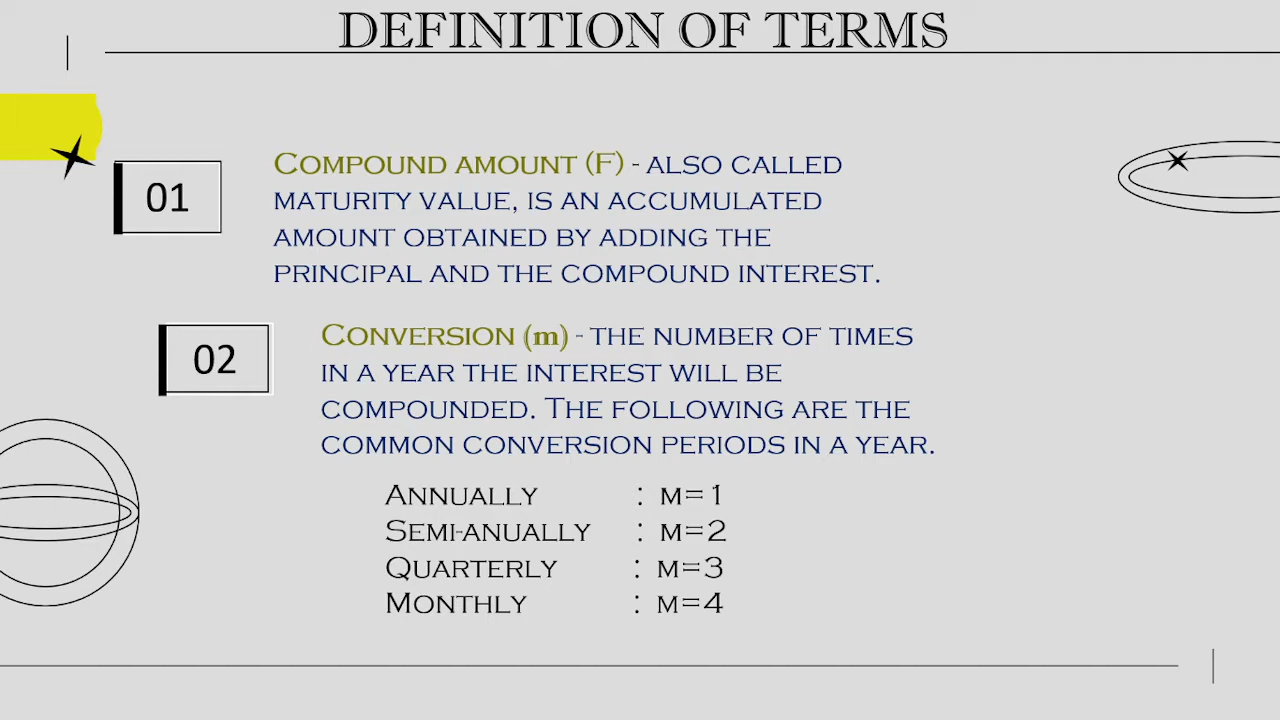 DEFINITION OF TERMS
01
COMPOUND AMOUNT (F) - ALSO CALLED
MATURITY VALUE, IS AN ACCUMULATED
AMOUNT OBTAINED BY ADDING THE
PRINCIPAL AND THE COMPOUND INTEREST.
02
CONVERSION (m) - THE NUMBER OF TIMES
IN A YEAR THE INTEREST WILL BE
COMPOUNDED. THE FOLLOWING ARE THE
COMMON CONVERSION PERIODS IN A YEAR.
ANNUALLY : M=1
SEMI-ANUALLY : M=2
QUARTERLY : M=3
MONTHLY : M=4